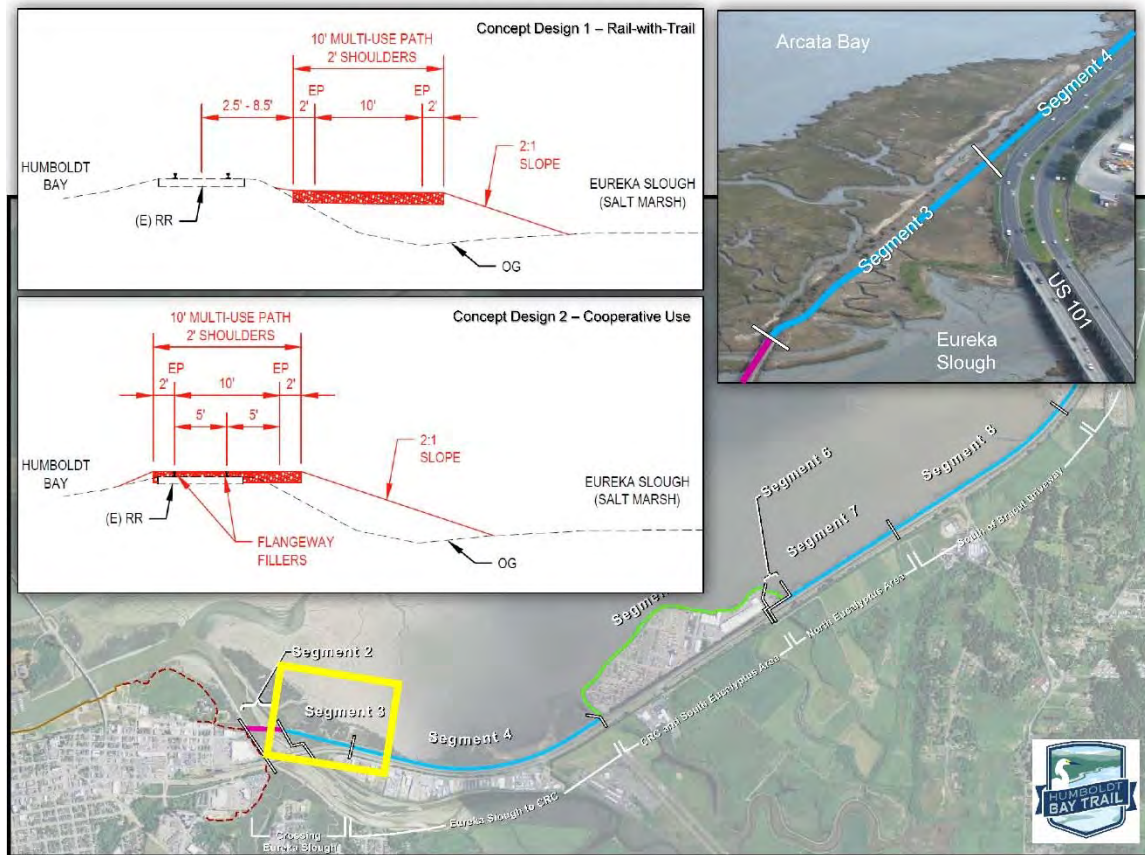 Concept Design 1 – Rail-with-Trail
10' MULTI-USE PATH
2' SHOULDERS
EP
EP
2.5' - 8.5'
2'
10'
2'
2:1
SLOPE
HUMBOLDT
BAY
EUREKA SLOUGH
(SALT MARSH)
(E) RR
OG
Concept Design 2 – Cooperative Use
10' MULTI-USE PATH
2' SHOULDERS
EP
EP
2'
10'
2'
5'
5'
2:1
SLOPE
HUMBOLDT
BAY
EUREKA SLOUGH
(SALT MARSH)
(E) RR
FLANGEWAY
FILLERS
OG
Arcata Bay
Segment 4
Segment 3
US 101
Eureka
Slough
Segment 8
Segment 6
Segment 7
Segment
South of Bracut Driveway
North Eucalyptus Area
CRC and South Eucalyptus Area
Segment 2
Segment 3
Segment 4
Eureka Slough to CRC
Crossing
Eureka Slough
HUMBOLDT
BAY TRAIL